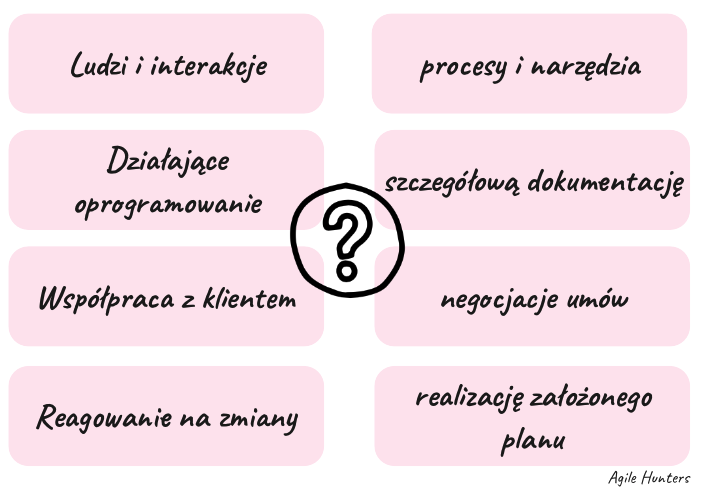 Ludzi i interakcje
procesy i narzędzia
Działające
oprogramowanie
szczegółową dokumentację
?
Współpraca z klientem
negocjacje umów
Reagowanie na zmiany
realizację założonego
planu
Agile Hunters